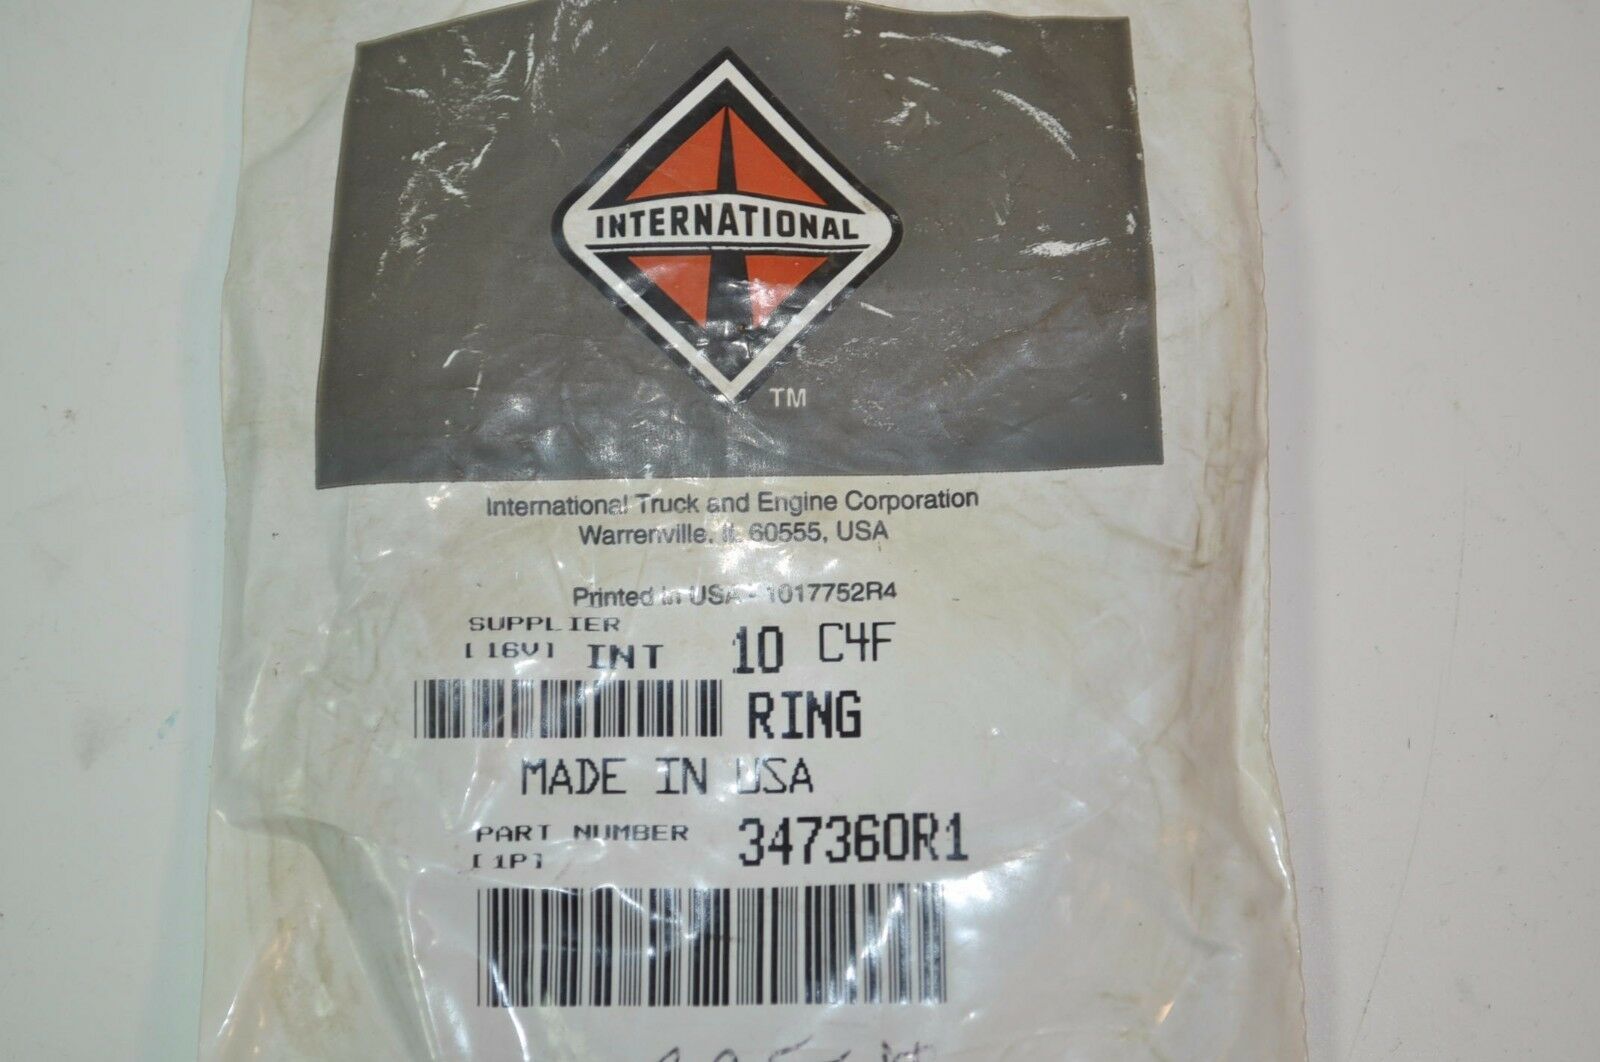 INTERNATIONAL
TM
International Truck and Engine Corporation
Warrenville, IL 60555, USA
Printed in USA - 1017752R4
SUPPLIER
[16V] INT 10 C4F
RING
MADE IN USA
PART NUMBER
[1P] 347360R1